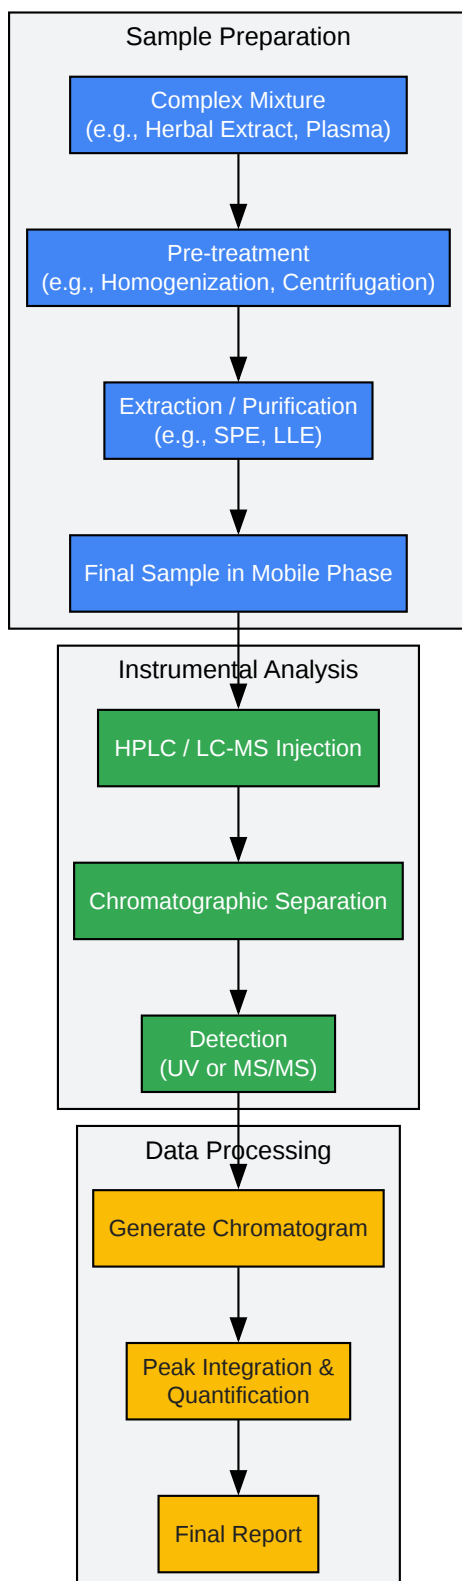 Sample Preparation
Complex Mixture
(e.g., Herbal Extract, Plasma)
Pre-treatment
(e.g., Homogenization, Centrifugation)
Extraction / Purification
(e.g., SPE, LLE)
Final Sample in Mobile Phase
Instrumental Analysis
HPLC / LC-MS Injection
Chromatographic Separation
Detection
(UV or MS/MS)
Data Processing
Generate Chromatogram
Peak Integration &
Quantification
Final Report